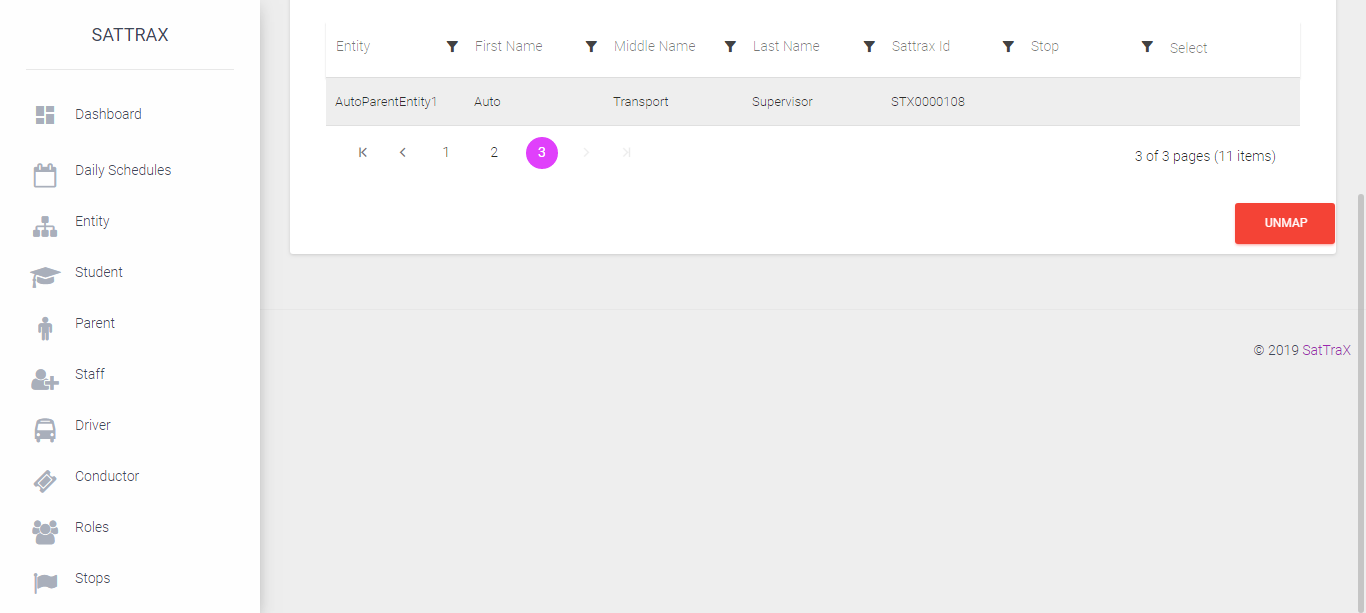 SATTRAX
Dashboard
Daily Schedules
Entity
Student
Parent
Staff
Driver
Conductor
Roles
Stops
Entity First Name Middle Name Last Name Sattrax Id Stop Select
AutoParentEntity1 Auto Transport Supervisor STX0000108
1 2 3
3 of 3 pages (11 items)
UNMAP
© 2019 SatTraX